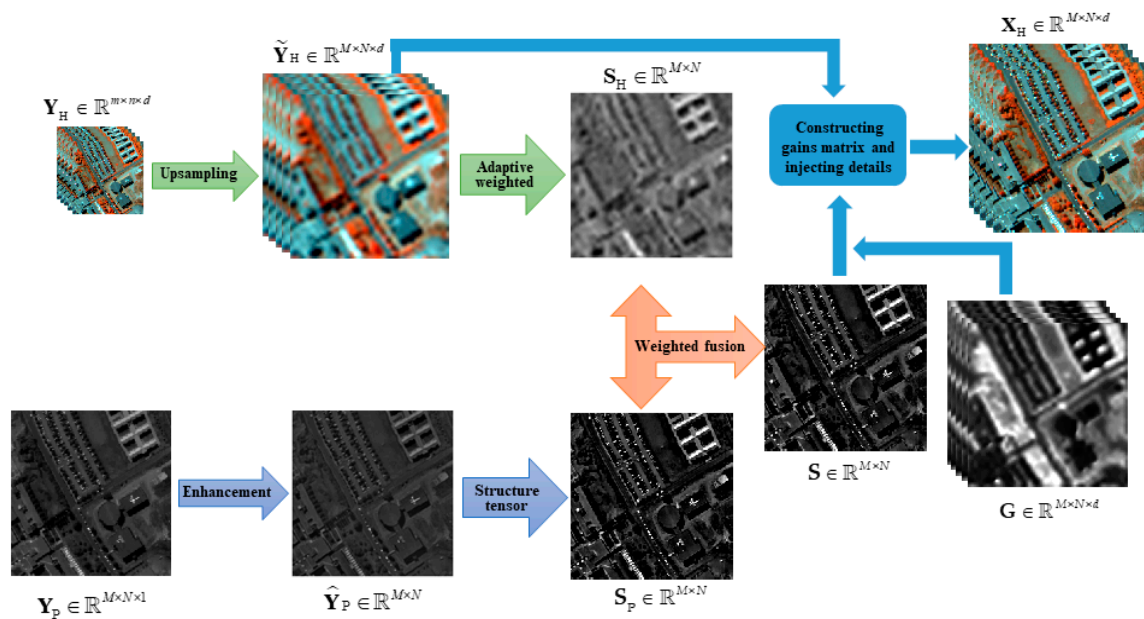 Y_H ∈ ℝ^{m×n×d}
Upsampling
Ỹ_H ∈ ℝ^{M×N×d}
Adaptive
weighted
S_H ∈ ℝ^{M×N}
Constructing
gains matrix and
injecting details
X_H ∈ ℝ^{M×N×d}
Weighted fusion
Y_P ∈ ℝ^{M×N×1}
Enhancement
Ŷ_P ∈ ℝ^{M×N}
Structure
tensor
S_P ∈ ℝ^{M×N}
S ∈ ℝ^{M×N}
G ∈ ℝ^{M×N×d}